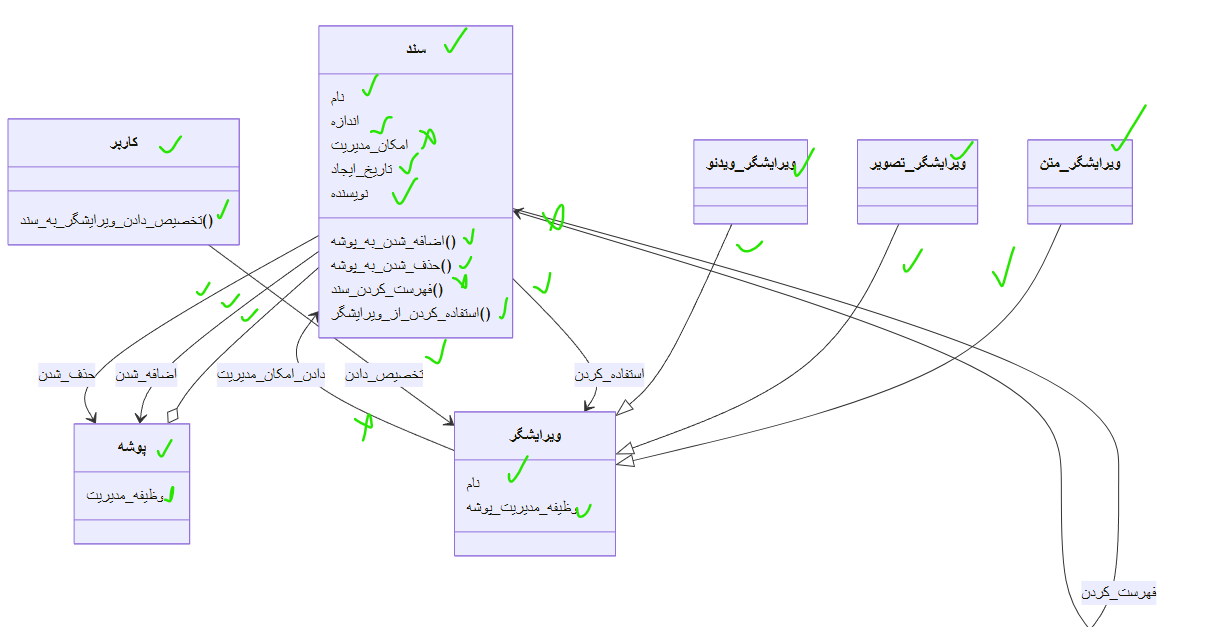 سند
نام
اندازه
امکان_مدیریت
تاریخ_ایجاد
نویسنده
()اضافه_شدن_به_پوشه
()حذف_شدن_به_پوشه
()فهرست_کردن_سند
()استفاده_کردن_از_ویرایشگر
کاربر
()تخصیص_دادن_ویرایشگر_به_سند
ویرایشگر_ویدئو
ویرایشگر_تصویر
ویرایشگر_متن
حذف_شدن
اضافه_شدن
دادن_امکان_مدیریت
تخصیص_دادن
استفاده_کردن
پوشه
وظیفه_مدیریت
ویرایشگر
نام
وظیفه_مدیریت_پوشه
فهرست_کردن